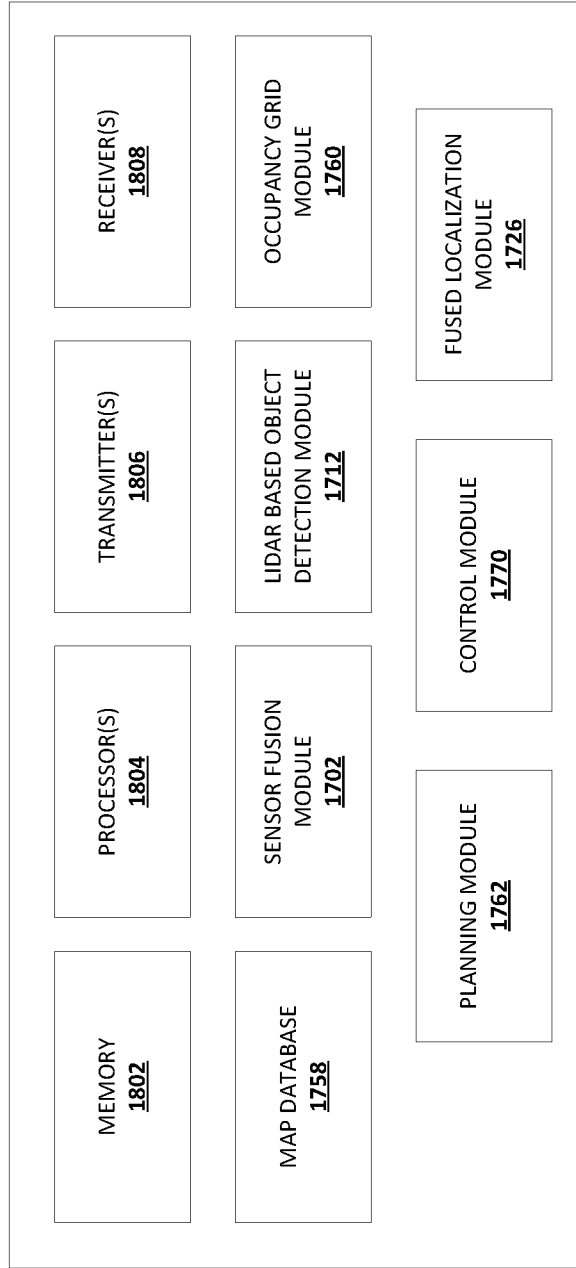 MEMORY
1802
PROCESSOR(S)
1804
TRANSMITTER(S)
1806
RECEIVER(S)
1808
MAP DATABASE
1758
SENSOR FUSION
MODULE
1702
LIDAR BASED OBJECT
DETECTION MODULE
1712
OCCUPANCY GRID
MODULE
1760
PLANNING MODULE
1762
CONTROL MODULE
1770
FUSED LOCALIZATION
MODULE
1726